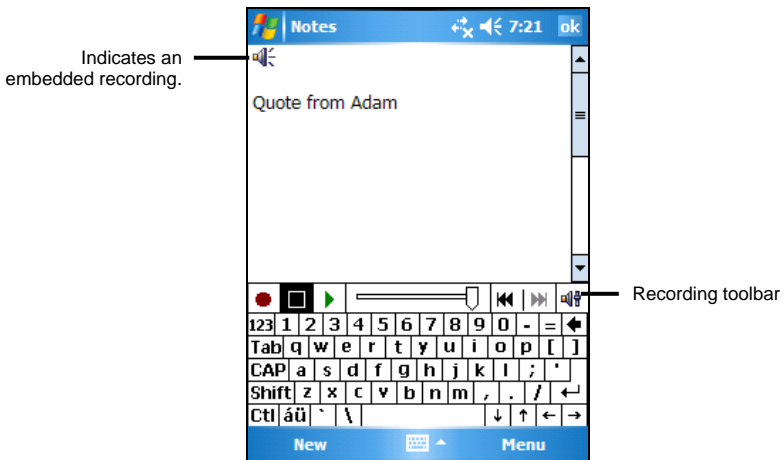 Notes 7:21 ok
Indicates an
embedded recording.
Quote from Adam
Recording toolbar
123 1 2 3 4 5 6 7 8 9 0 - =
Tab q w e r t y u i o p [ ]
CAP a s d f g h j k l ; '
Shift z x c v b n m , . /
Ctl áü ` \ ↓ ↑ ← →
New Menu